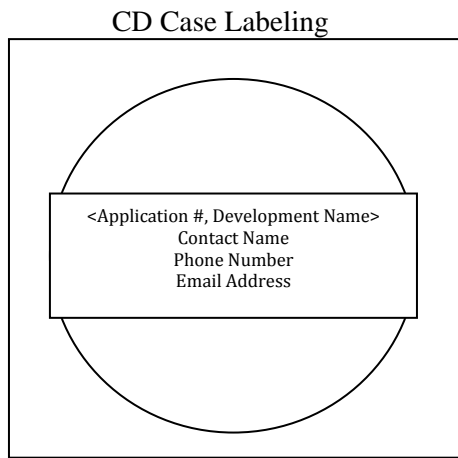 CD Case Labeling
<Application #, Development Name>
Contact Name
Phone Number
Email Address